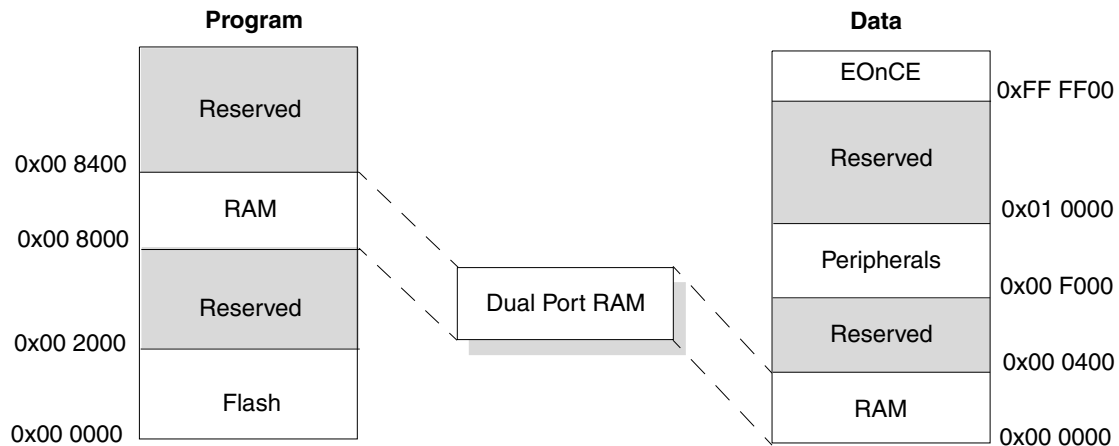 Program
Reserved
0x00 8400
RAM
0x00 8000
Reserved
0x00 2000
Flash
0x00 0000
Dual Port RAM
Data
EOnCE
0xFF FF00
Reserved
0x01 0000
Peripherals
0x00 F000
Reserved
0x00 0400
RAM
0x00 0000